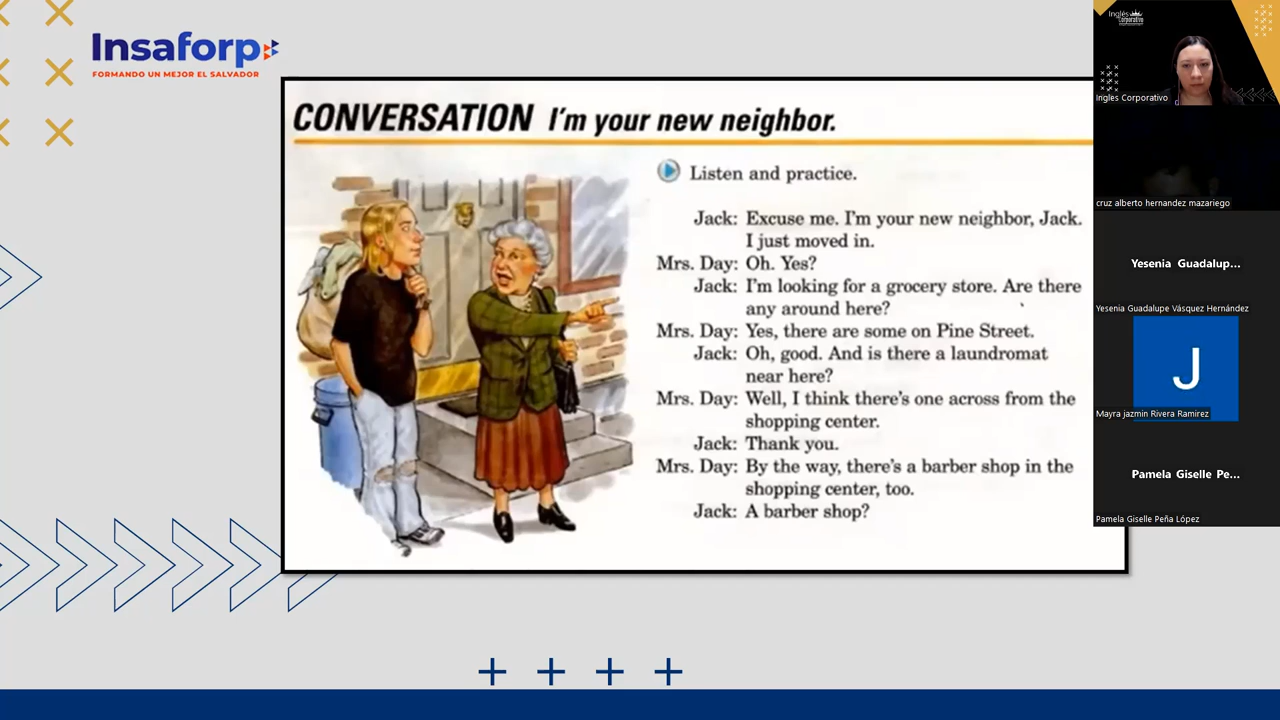 Insaforp
FORMANDO UN MEJOR EL SALVADOR
CONVERSATION I'm your new neighbor.
Listen and practice.
Jack: Excuse me. I'm your new neighbor, Jack.
I just moved in.
Mrs. Day: Oh. Yes?
Jack: I'm looking for a grocery store. Are there
any around here?
Mrs. Day: Yes, there are some on Pine Street.
Jack: Oh, good. And is there a laundromat
near here?
Mrs. Day: Well, I think there's one across from the
shopping center.
Jack: Thank you.
Mrs. Day: By the way, there's a barber shop in the
shopping center, too.
Jack: A barber shop?
Inglés
Corporativo
Ingles Corporativo
cruz alberto hernandez mazariego
Yesenia Guadalup...
Yesenia Guadalupe Vásquez Hernández
J
Mayra jazmin Rivera Ramirez
Pamela Giselle Pe...
Pamela Giselle Peña López